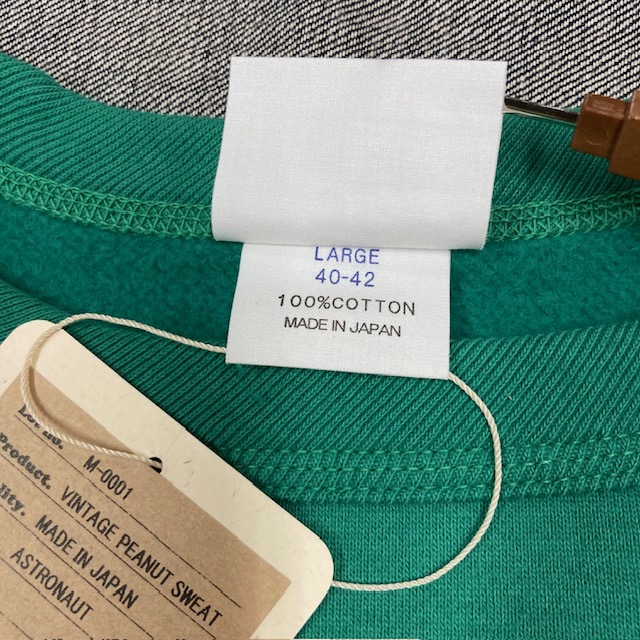 LARGE
40-42
100%COTTON
MADE IN JAPAN
Lot no. M-0001
Product. VINTAGE PEANUT SWEAT
MADE IN JAPAN
ASTRONAUT